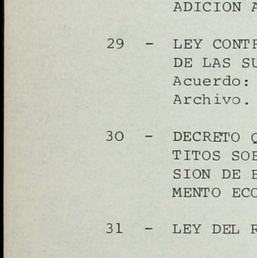 ADICION A
29 - LEY CONTR
DE LAS SU
Acuerdo:
Archivo.
30 - DECRETO Q
TITOS SOB
SION DE E
MENTO ECO
31 - LEY DEL R